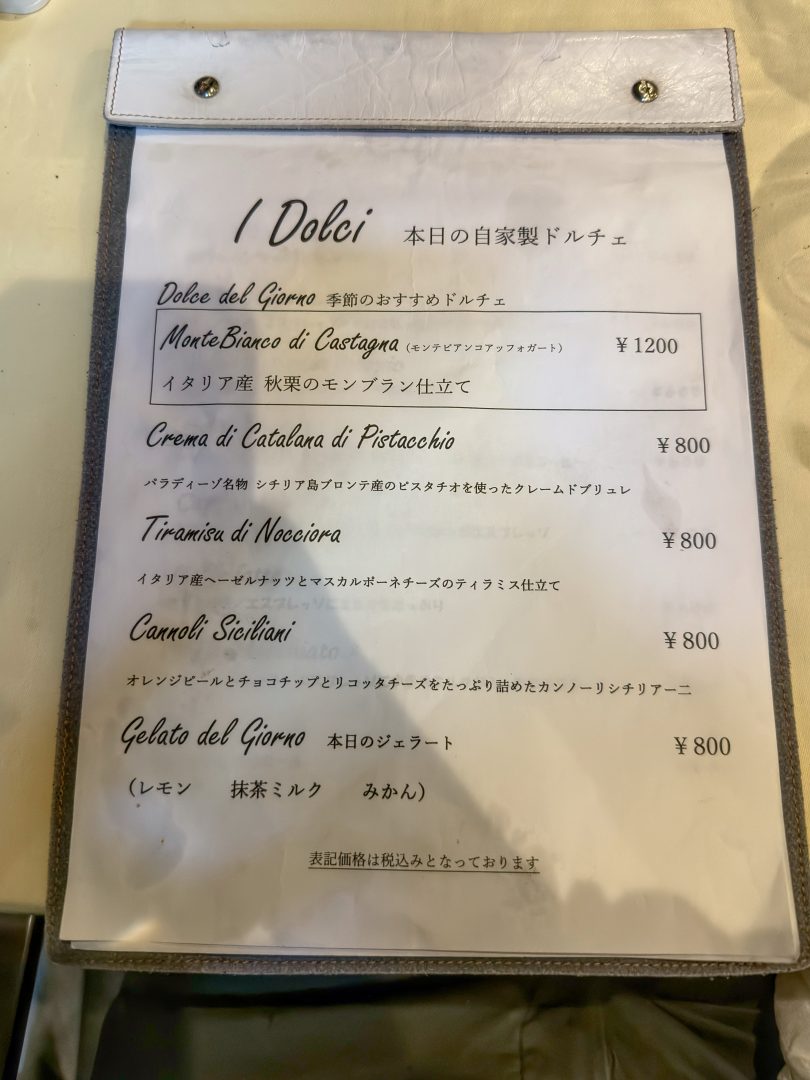 I Dolci 本日の自家製ドルチェ
Dolce del Giorno 季節のおすすめドルチェ
MonteBianco di Castagna (モンテビアンコアッフォガート) ¥1200
イタリア産 秋栗のモンブラン仕立て
Crema di Catalana di Pistacchio ¥800
パラディーゾ名物 シチリア島ブロンテ産のピスタチオを使ったクレームドブリュレ
Tiramisu di Nocciora ¥800
イタリア産ヘーゼルナッツとマスカルポーネチーズのティラミス仕立て
Cannoli Siciliani ¥800
オレンジピールとチョコチップとリコッタチーズをたっぷり詰めたカンノーリシチリアーニ
Gelato del Giorno 本日のジェラート ¥800
(レモン 抹茶ミルク みかん)
表記価格は税込みとなっております